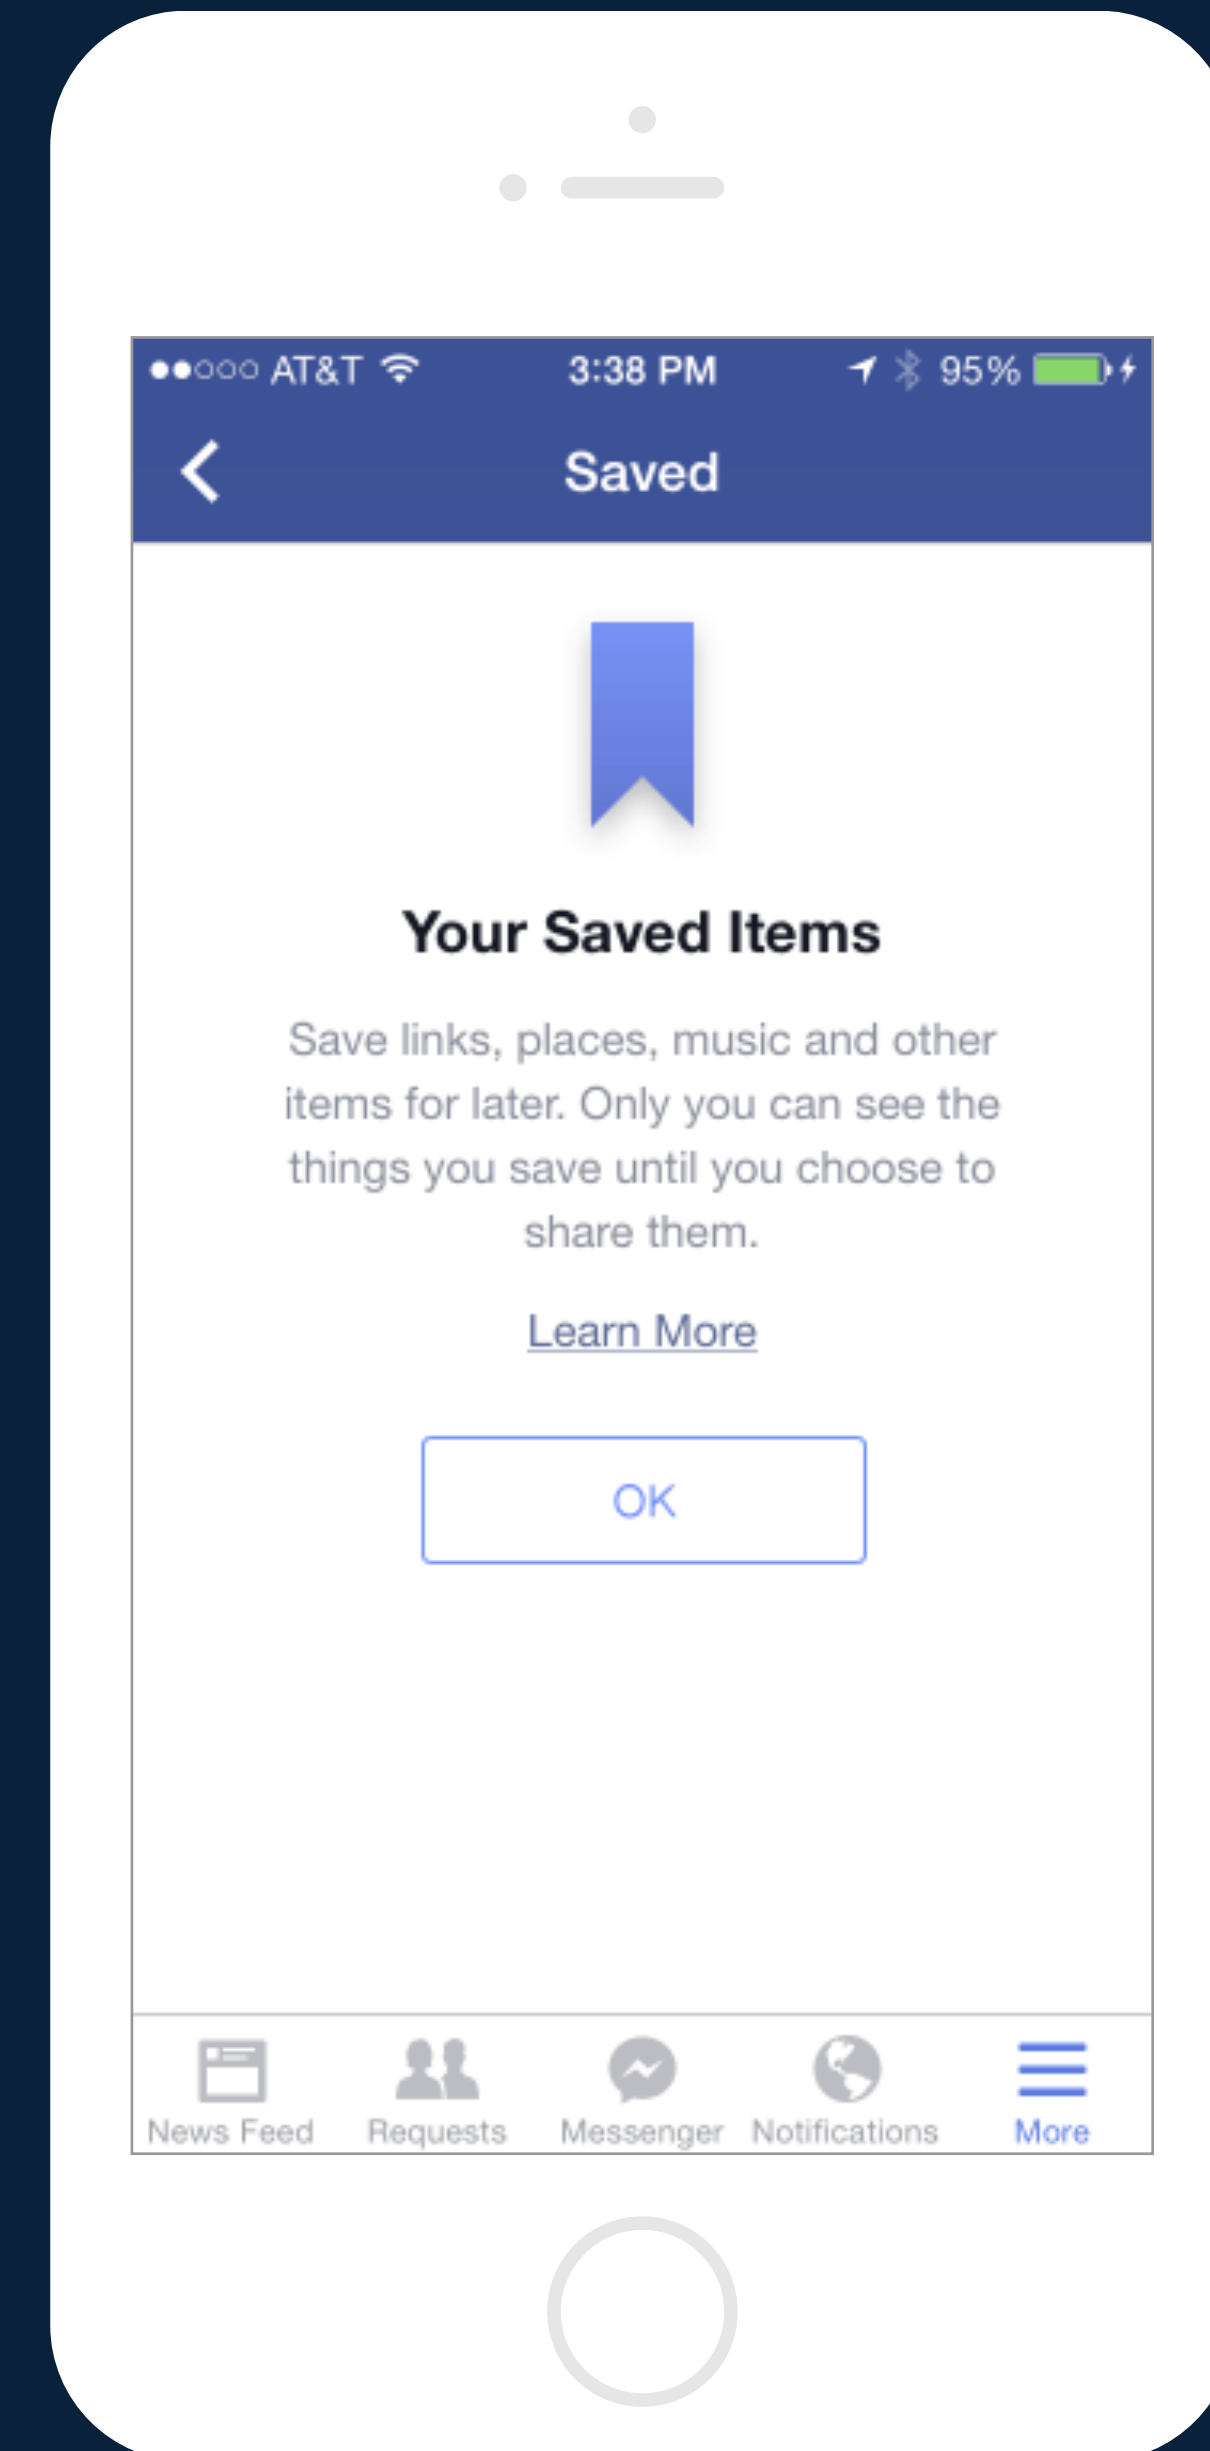 AT&T 3:38 PM 95%
Saved
Your Saved Items
Save links, places, music and other
items for later. Only you can see the
things you save until you choose to
share them.
Learn More
OK
News Feed Requests Messenger Notifications More